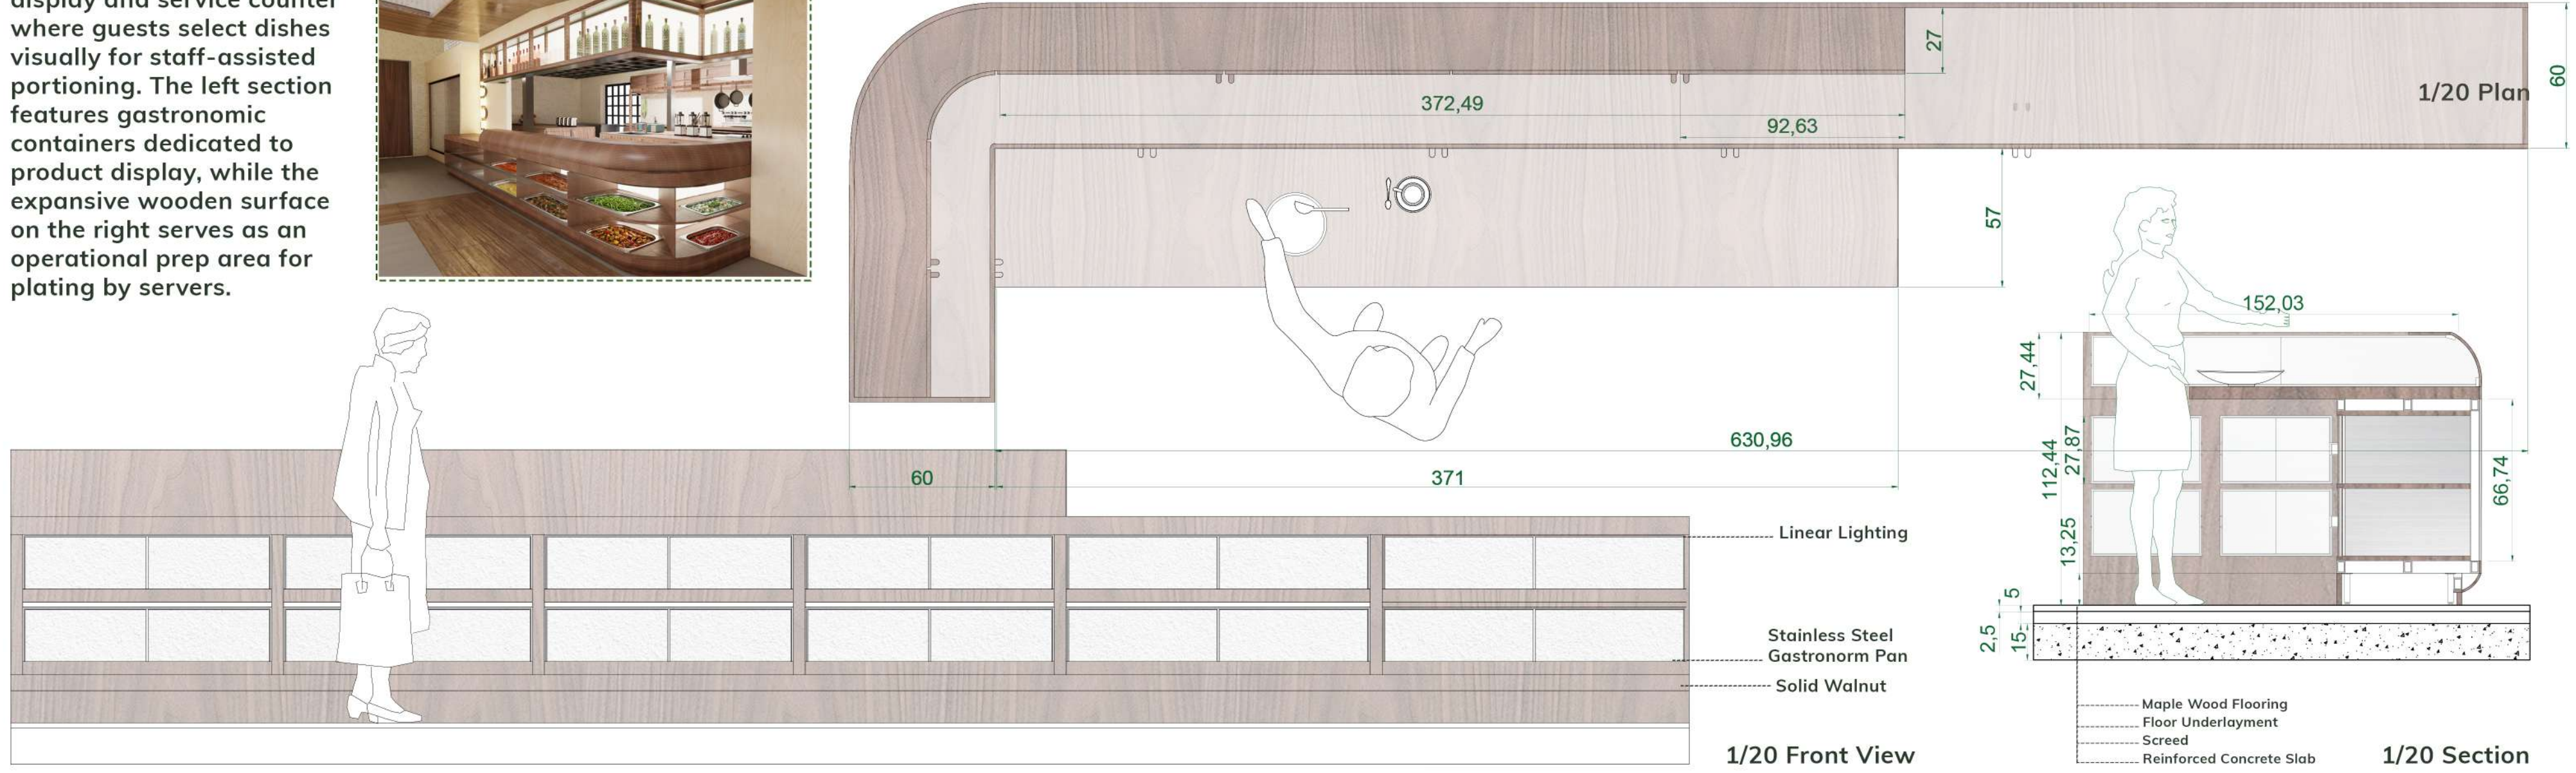 display and service counter
where guests select dishes
visually for staff-assisted
portioning. The left section
features gastronomic
containers dedicated to
product display, while the
expansive wooden surface
on the right serves as an
operational prep area for
plating by servers.
27
60
1/20 Plan
372,49
92,63
57
630,96
60
371
152,03
27,44
112,44
27,87
66,74
13,25
5
2,5
15
Linear Lighting
Stainless Steel
Gastronorm Pan
Solid Walnut
1/20 Front View
Maple Wood Flooring
Floor Underlayment
Screed
Reinforced Concrete Slab
1/20 Section